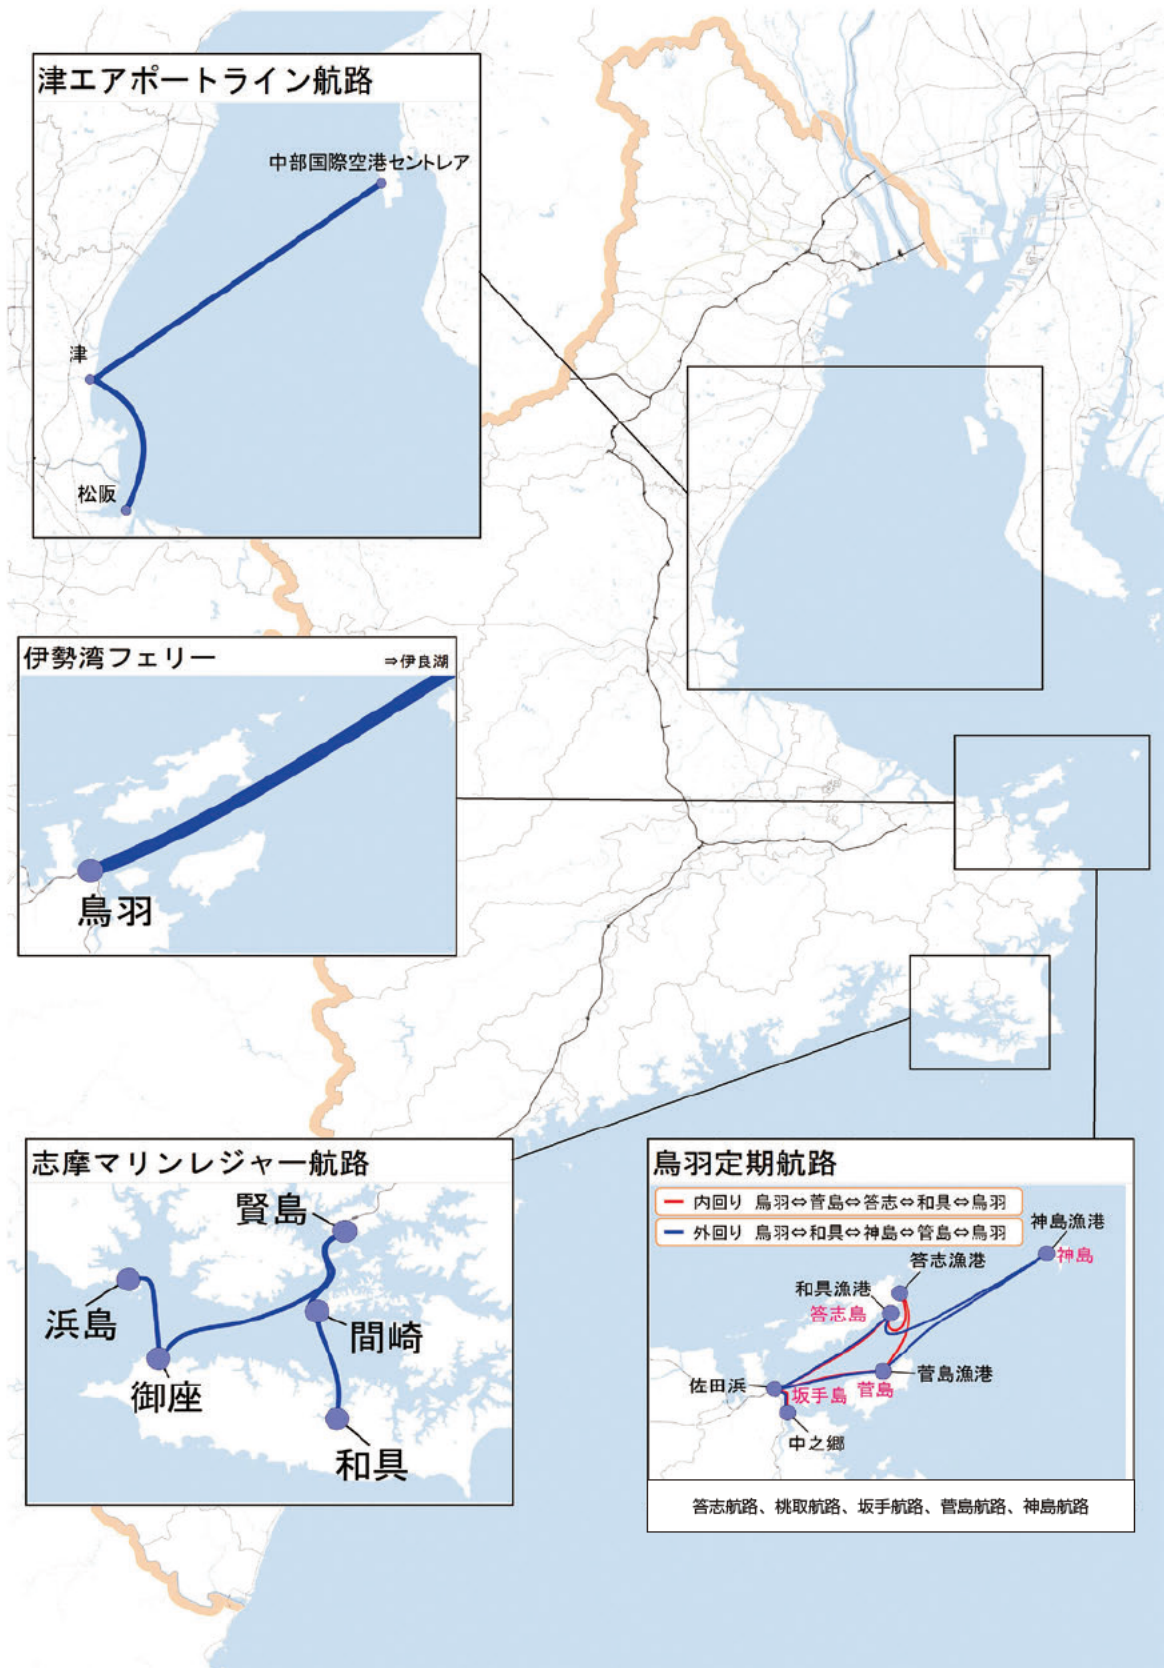 津エアポートライン航路
中部国際空港セントレア
津
松阪
伊勢湾フェリー
⇒伊良湖
鳥羽
志摩マリンレジャー航路
賢島
浜島
間崎
御座
和具
鳥羽定期航路
内回り 鳥羽⇔菅島⇔答志⇔和具⇔鳥羽
外回り 鳥羽⇔和具⇔神島⇔管島⇔鳥羽
神島漁港
神島
答志漁港
和具漁港
答志島
菅島漁港
佐田浜
坂手島
菅島
中之郷
答志航路、桃取航路、坂手航路、菅島航路、神島航路